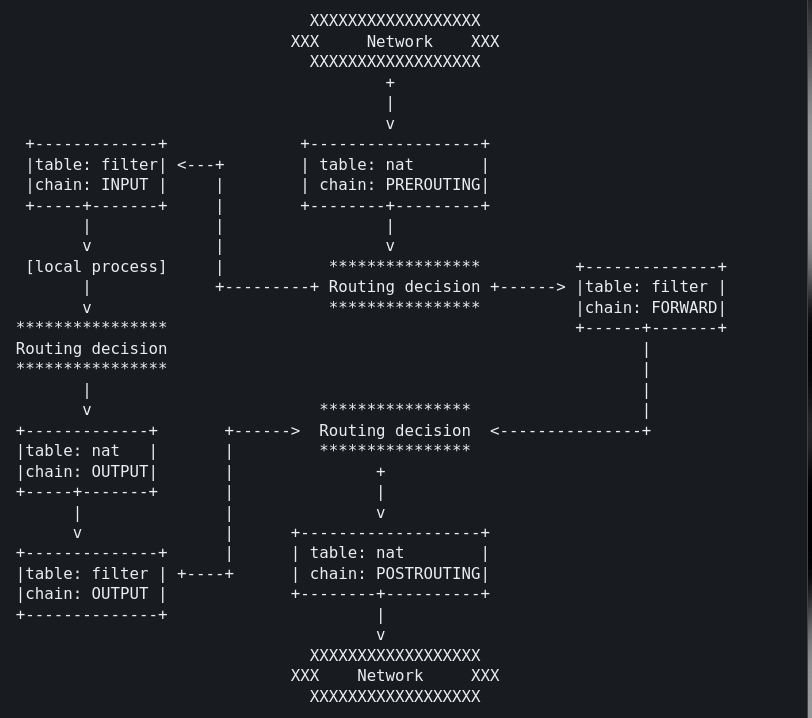 XXXXXXXXXXXXXXXXXX
                             XXX     Network    XXX
                               XXXXXXXXXXXXXXXXXX
                                       +
                                       |
                                       v
 +-------------+              +------------------+
 |table: filter| <---+        | table: nat       |
 |chain: INPUT |     |        | chain: PREROUTING|
 +-----+-------+     |        +--------+---------+
       |             |                 |
       v             |                 v
 [local process]     |           ****************          +--------------+
       |             +---------+ Routing decision +------> |table: filter |
       v                         ****************          |chain: FORWARD|
****************                                           +------+-------+
Routing decision                                                  |
****************                                                  |
       |                                                          |
       v                        ****************                  |
+-------------+       +------>  Routing decision  <---------------+
|table: nat   |       |         ****************
|chain: OUTPUT|       |               +
+-----+-------+       |               |
      |               |               v
      v               |      +-------------------+
+--------------+      |      | table: nat        |
|table: filter | +----+      | chain: POSTROUTING|
|chain: OUTPUT |             +--------+----------+
+--------------+                      |
                                      v
                               XXXXXXXXXXXXXXXXXX
                             XXX    Network     XXX
                               XXXXXXXXXXXXXXXXXX